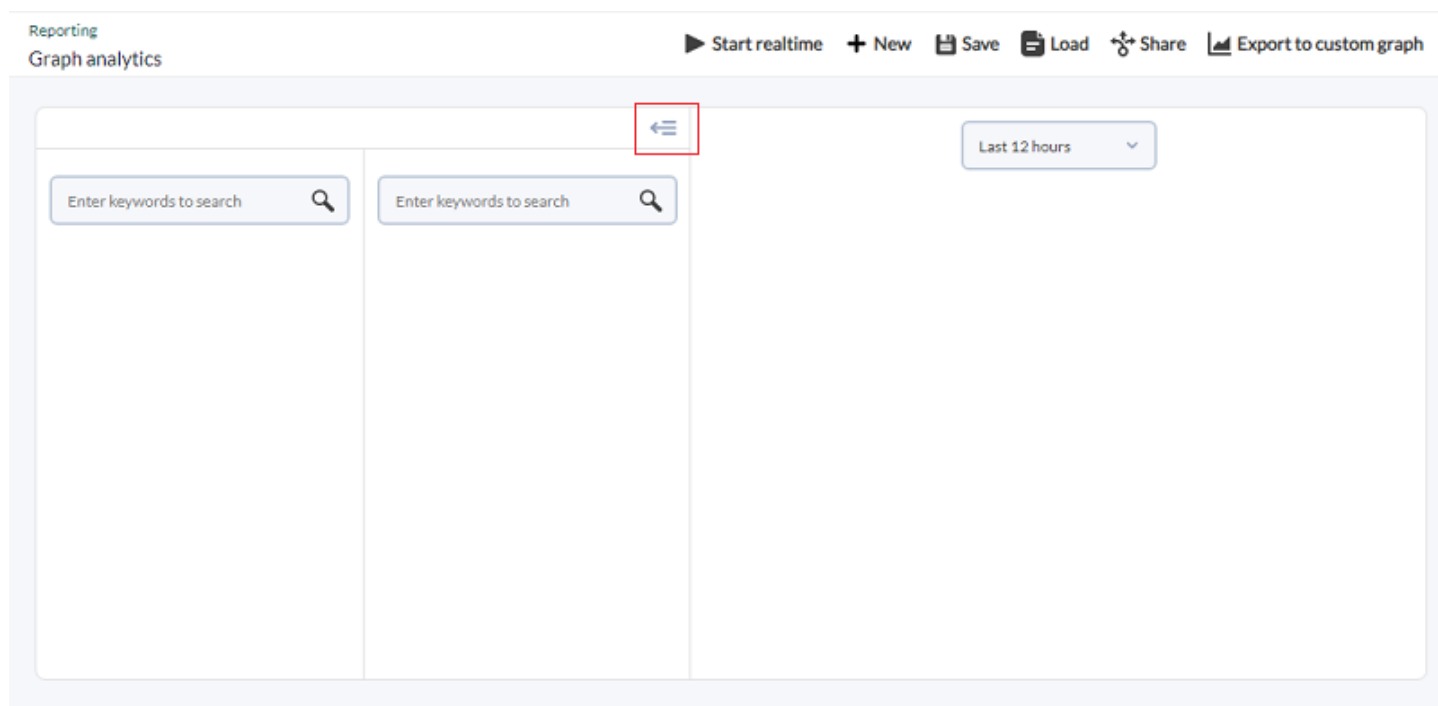 Reporting
Graph analytics
Start realtime New Save Load Share Export to custom graph
Last 12 hours
Enter keywords to search Enter keywords to search